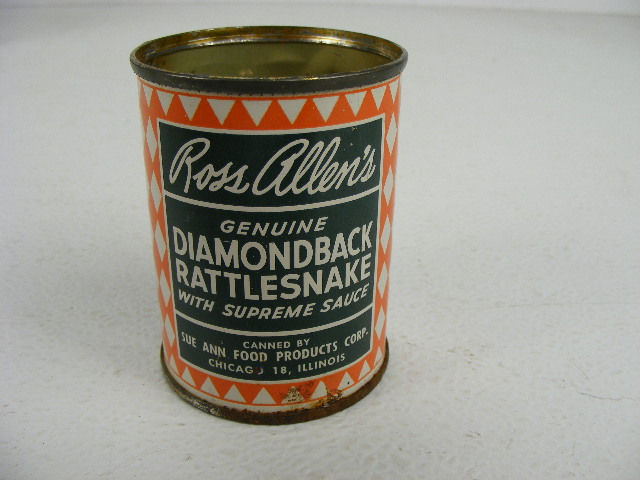 Ross Allen's
GENUINE
DIAMONDBACK
RATTLESNAKE
WITH SUPREME SAUCE
CANNED BY
SUE ANN FOOD PRODUCTS CORP.
CHICAGO 18, ILLINOIS